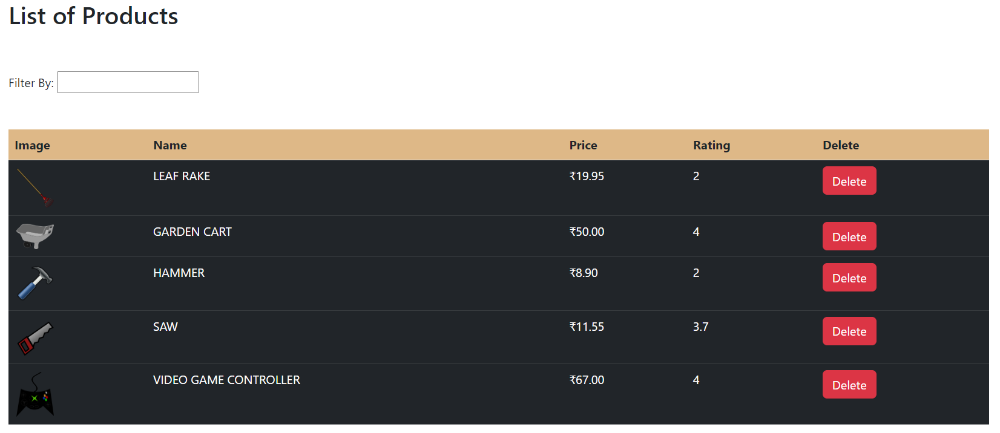 List of Products
Filter By:
Image Name Price Rating Delete
LEAF RAKE ₹19.95 2 Delete
GARDEN CART ₹50.00 4 Delete
HAMMER ₹8.90 2 Delete
SAW ₹11.55 3.7 Delete
VIDEO GAME CONTROLLER ₹67.00 4 Delete